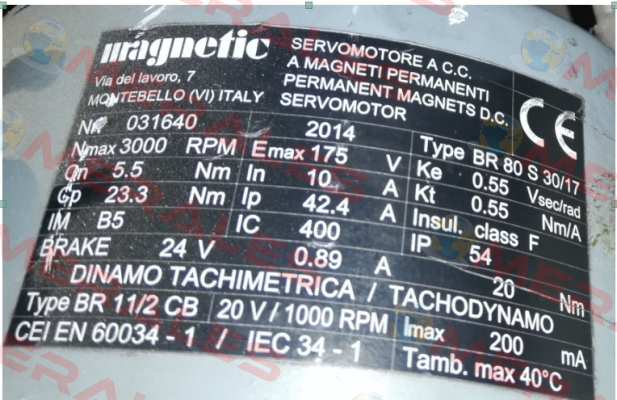 magnetic
Via del lavoro, 7
MONTEBELLO (VI) ITALY
SERVOMOTORE A C.C.
A MAGNETI PERMANENTI
PERMANENT MAGNETS D.C.
SERVOMOTOR
CE
N° 031640 2014 Type BR 80 S 30/17
Nmax 3000 RPM Emax 175 V Ke 0.55 Vsec/rad
Cn 5.5 Nm In 10 A Kt 0.55 Nm/A
Cp 23.3 Nm Ip 42.4 A Insul. class F
IM B5 IC 400 IP 54
BRAKE 24 V 0.89 A 20 Nm
DINAMO TACHIMETRICA / TACHODYNAMO
Type BR 11/2 CB 20 V / 1000 RPM Imax 200 mA
CEI EN 60034 - 1 / IEC 34 - 1 Tamb. max 40°C
MERALES